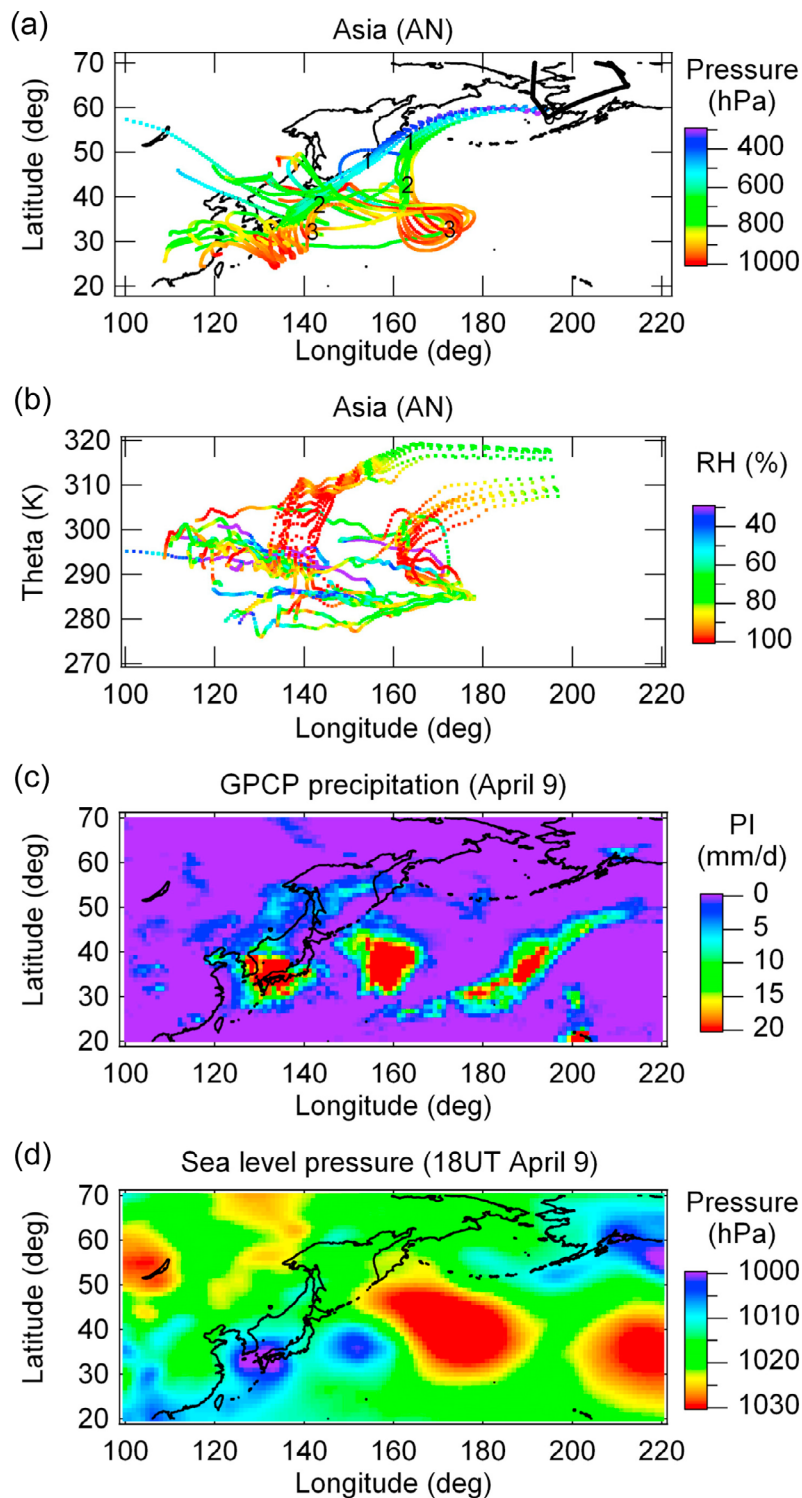 (a)
Asia (AN)
70
60
50
40
30
20
Latitude (deg)
1
1
2
2
3
3
100 120 140 160 180 200 220
Longitude (deg)
Pressure
(hPa)
400
600
800
1000
(b)
Asia (AN)
320
310
300
290
280
270
Theta (K)
100 120 140 160 180 200 220
Longitude (deg)
RH (%)
40
60
80
100
(c)
GPCP precipitation (April 9)
70
60
50
40
30
20
Latitude (deg)
100 120 140 160 180 200 220
Longitude (deg)
PI
(mm/d)
0
5
10
15
20
(d)
Sea level pressure (18UT April 9)
70
60
50
40
30
20
Latitude (deg)
100 120 140 160 180 200 220
Longitude (deg)
Pressure
(hPa)
1000
1010
1020
1030